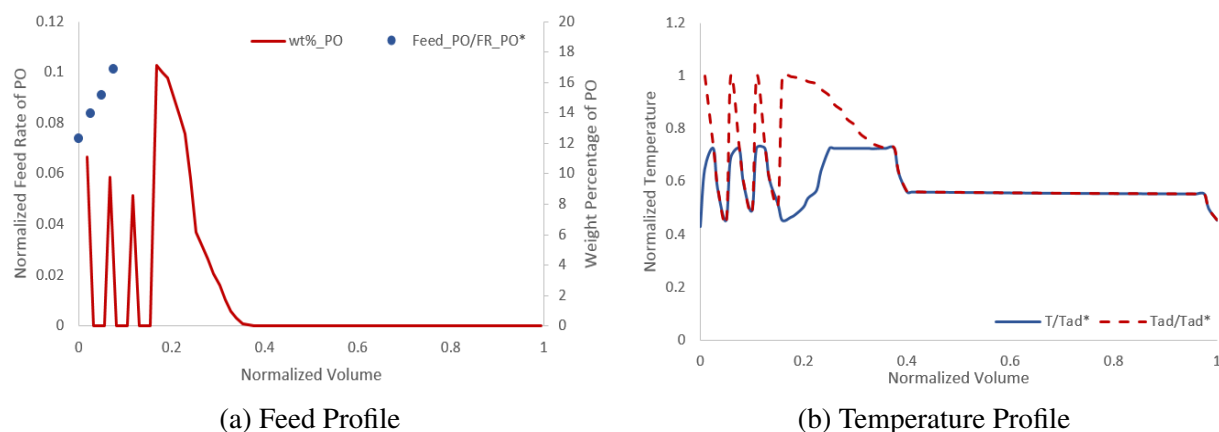 0.12
0.1
0.08
0.06
0.04
0.02
0
Normalized Feed Rate of PO
wt%_PO
Feed_PO/FR_PO*
20
18
16
14
12
10
8
6
4
2
0
Weight Percentage of PO
0 0.2 0.4 0.6 0.8 1
Normalized Volume
(a) Feed Profile
1.2
1
0.8
0.6
0.4
0.2
0
Normalized Temperature
T/Tad* Tad/Tad*
0 0.2 0.4 0.6 0.8 1
Normalized Volume
(b) Temperature Profile